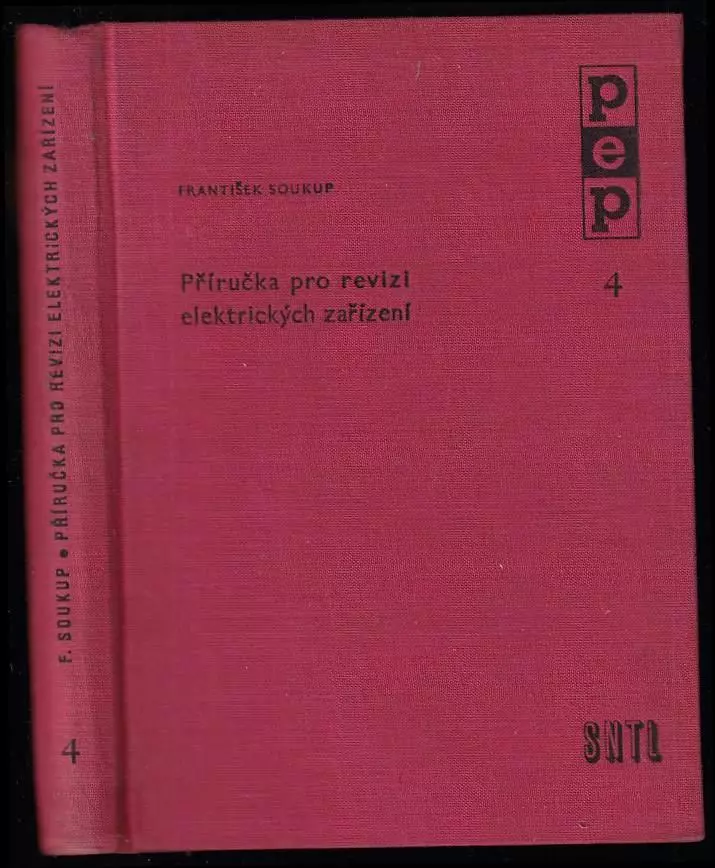 F. SOUKUP • PŘÍRUČKA PRO REVIZI ELEKTRICKÝCH ZAŘÍZENÍ
4
FRANTIŠEK SOUKUP
Příručka pro revizi
elektrických zařízení
p
e
p
4
SNTL